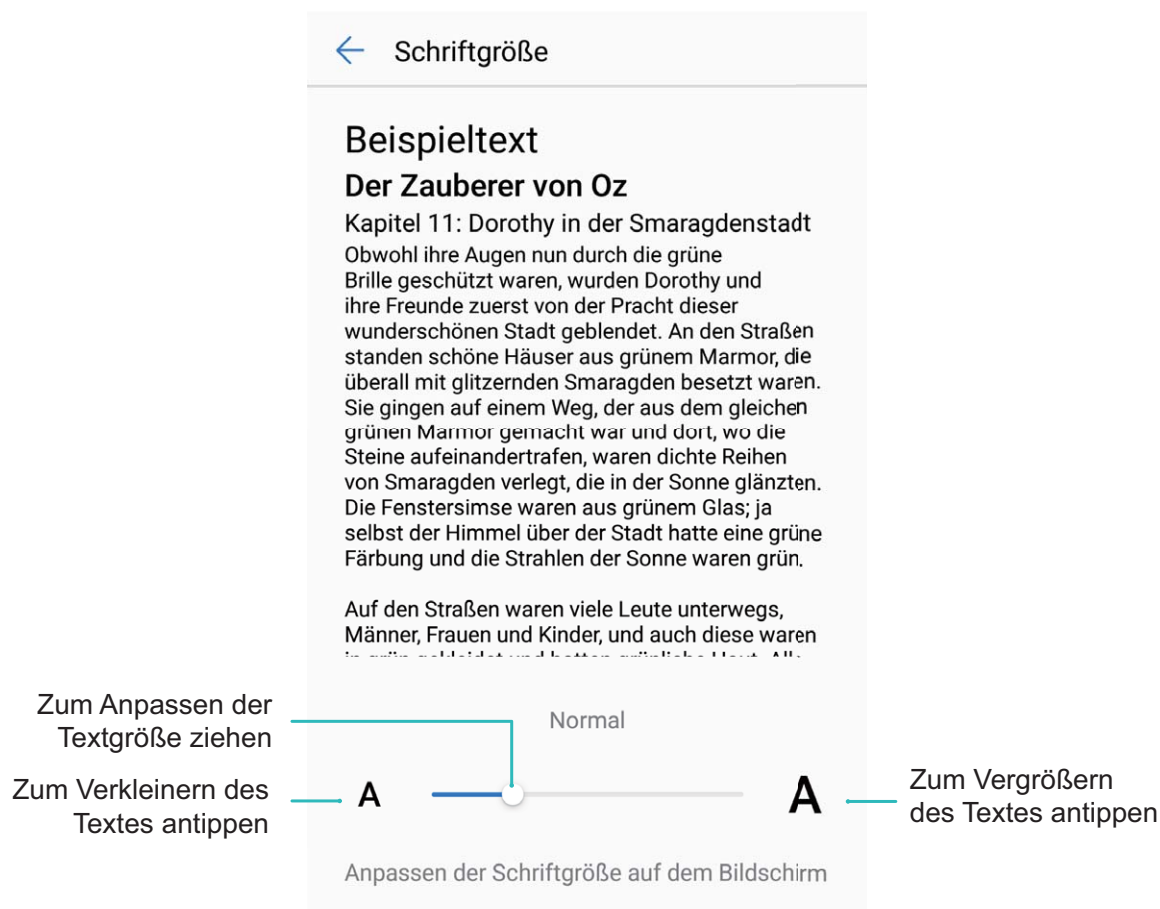 Schriftgröße
Beispieltext
Der Zauberer von Oz
Kapitel 11: Dorothy in der Smaragdenstadt
Obwohl ihre Augen nun durch die grüne
Brille geschützt waren, wurden Dorothy und
ihre Freunde zuerst von der Pracht dieser
wunderschönen Stadt geblendet. An den Straßen
standen schöne Häuser aus grünem Marmor, die
überall mit glitzernden Smaragden besetzt waren.
Sie gingen auf einem Weg, der aus dem gleichen
grünen Marmor gemacht war und dort, wo die
Steine aufeinandertrafen, waren dichte Reihen
von Smaragden verlegt, die in der Sonne glänzten.
Die Fenstersimse waren aus grünem Glas; ja
selbst der Himmel über der Stadt hatte eine grüne
Färbung und die Strahlen der Sonne waren grün.
Auf den Straßen waren viele Leute unterwegs,
Männer, Frauen und Kinder, und auch diese waren
Zum Anpassen der
Textgröße ziehen
Normal
Zum Verkleinern des
Textes antippen
A
A
Zum Vergrößern
des Textes antippen
Anpassen der Schriftgröße auf dem Bildschirm